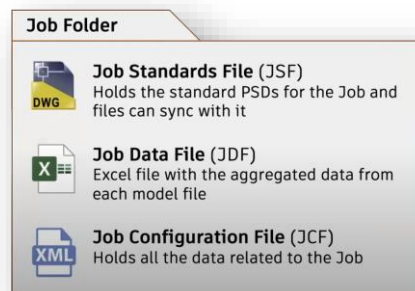 Job Folder
Job Standards File (JSF)
Holds the standard PSDs for the Job and
files can sync with it
DWG
Job Data File (JDF)
Excel file with the aggregated data from
each model file
X
Job Configuration File (JCF)
Holds all the data related to the Job
XML